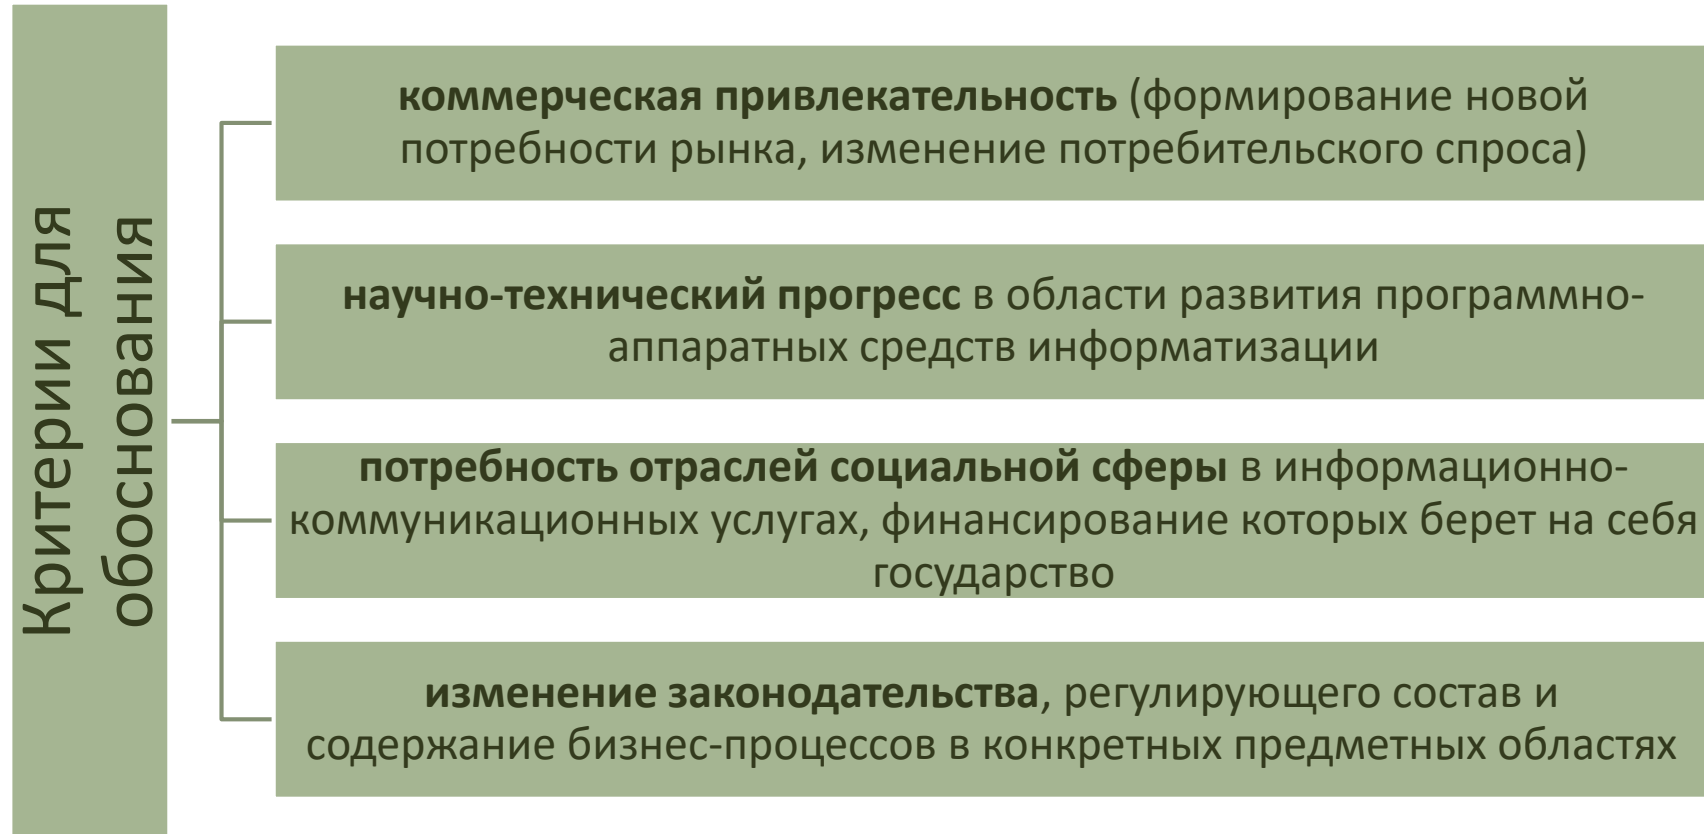 Критерии для
обоснования
коммерческая привлекательность (формирование новой
потребности рынка, изменение потребительского спроса)
научно-технический прогресс в области развития программно-
аппаратных средств информатизации
потребность отраслей социальной сферы в информационно-
коммуникационных услугах, финансирование которых берет на себя
государство
изменение законодательства, регулирующего состав и
содержание бизнес-процессов в конкретных предметных областях